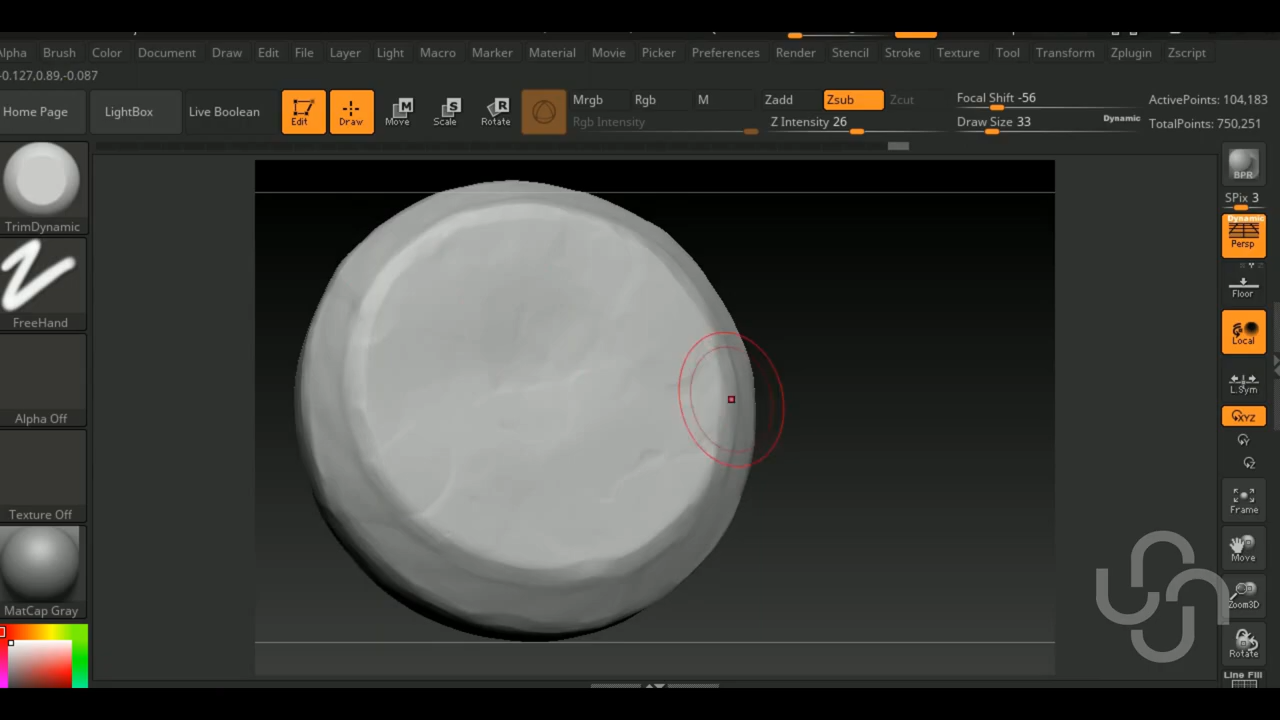 Alpha Brush Color Document Draw Edit File Layer Light Macro Marker Material Movie Picker Preferences Render Stencil Stroke Texture Tool Transform Zplugin Zscript
-0.127,0.89,-0.087
Home Page LightBox Live Boolean Edit Draw Move Scale Rotate
M S R
Mrgb Rgb M Zadd Zsub Zcut Focal Shift -56 ActivePoints: 104,183
Rgb Intensity Z Intensity 26 Draw Size 33 Dynamic TotalPoints: 750,251
BPR
SPix 3
TrimDynamic
Dynamic
Persp
Floor
FreeHand
Local
L.Sym
Alpha Off
XYZ
Y
Z
Frame
Texture Off
Move
MatCap Gray
Zoom3D
Rotate
Line Fill